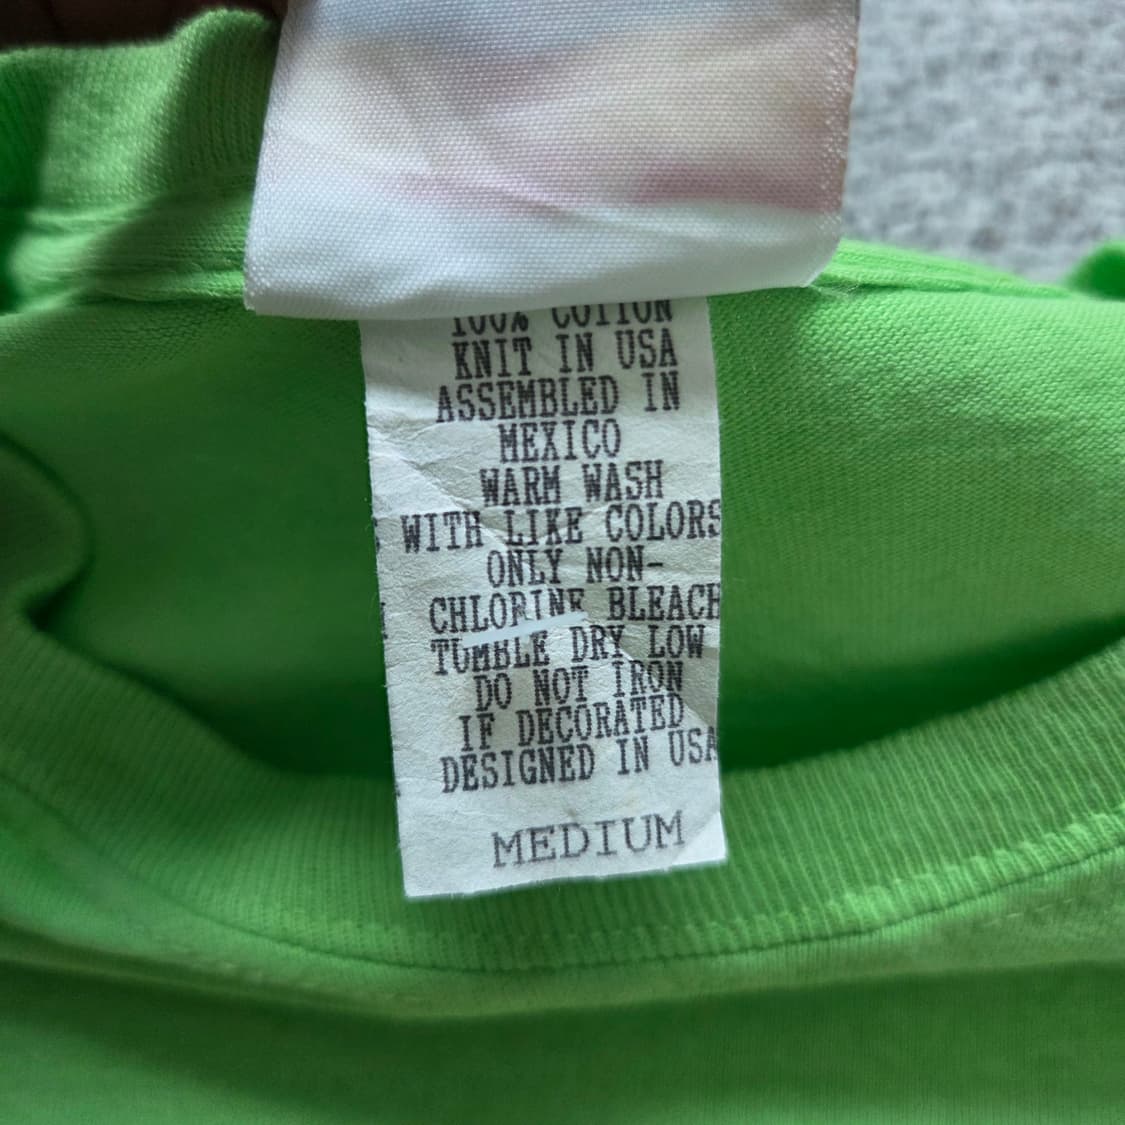 100% COTTON
KNIT IN USA
ASSEMBLED IN
MEXICO
WARM WASH
WITH LIKE COLORS
ONLY NON-
CHLORINE BLEACH
TUMBLE DRY LOW
DO NOT IRON
IF DECORATED
DESIGNED IN USA
MEDIUM